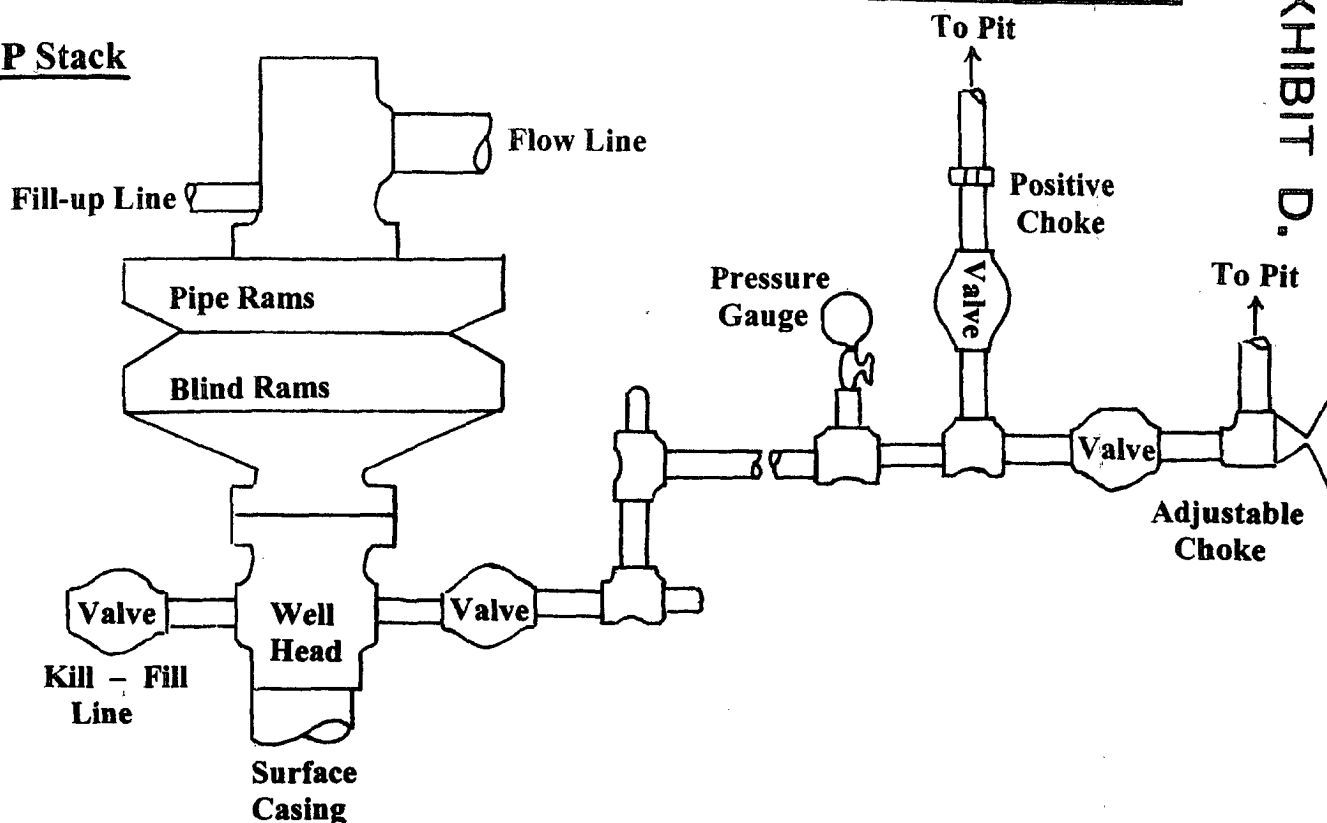 P Stack
To Pit
KHIBIT D.
Flow Line
Fill-up Line
Positive
Choke
To Pit
Pressure
Gauge
Valve
Pipe Rams
Blind Rams
Valve
Adjustable
Choke
Valve
Well
Head
Valve
Kill – Fill
Line
Surface
Casing